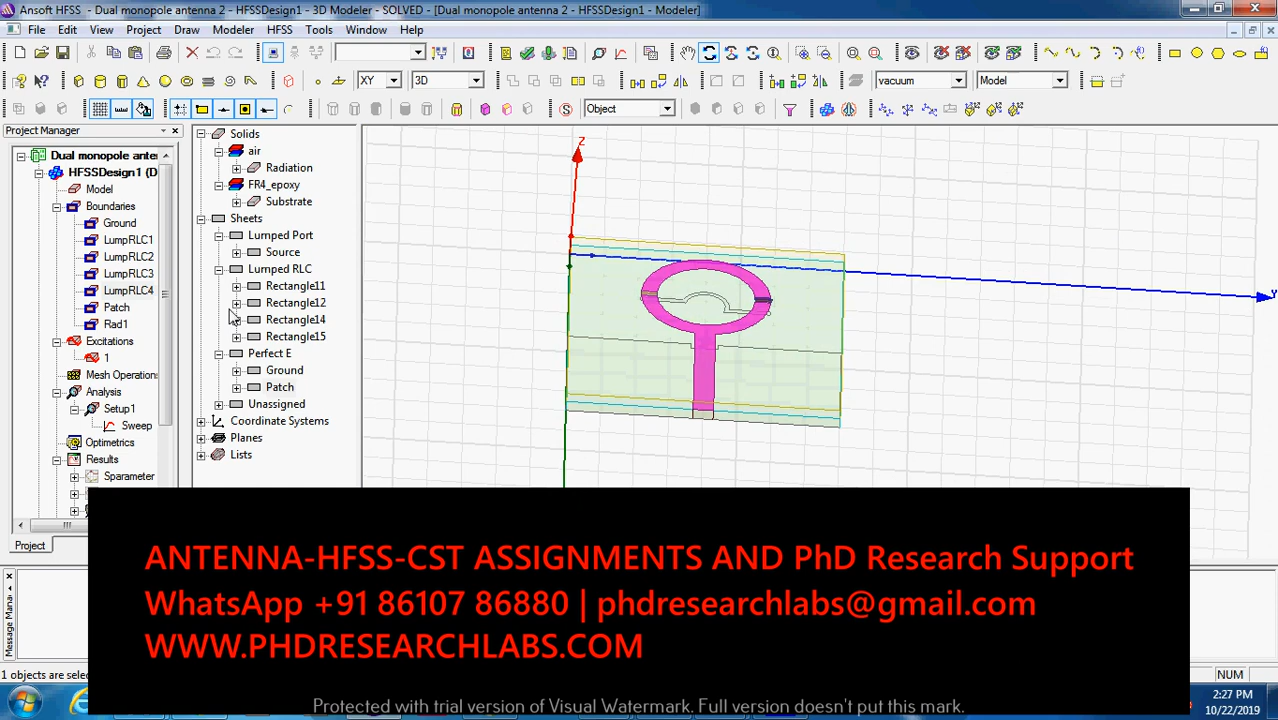 Ansoft HFSS - Dual monopole antenna 2 - HFSSDesign1 - 3D Modeler - SOLVED - [Dual monopole antenna 2 - HFSSDesign1 - Modeler]
File Edit View Project Draw Modeler HFSS Tools Window Help
XY 3D vacuum Model
Object
Project Manager
Dual monopole ante
HFSSDesign1 (D
Model
Boundaries
Ground
LumpRLC1
LumpRLC2
LumpRLC3
LumpRLC4
Patch
Rad1
Excitations
1
Mesh Operation
Analysis
Setup1
Sweep
Optimetrics
Results
Sparameter
Project
Solids
air
Radiation
FR4_epoxy
Substrate
Sheets
Lumped Port
Source
Lumped RLC
Rectangle11
Rectangle12
Rectangle14
Rectangle15
Perfect E
Ground
Patch
Unassigned
Coordinate Systems
Planes
Lists
Z
Y
Message Mana
ANTENNA-HFSS-CST ASSIGNMENTS AND PhD Research Support
WhatsApp +91 86107 86880 | phdresearchlabs@gmail.com
WWW.PHDRESEARCHLABS.COM
1 objects are selec
NUM
2:27 PM
10/22/2019
Protected with trial version of Visual Watermark. Full version doesn't put this mark.